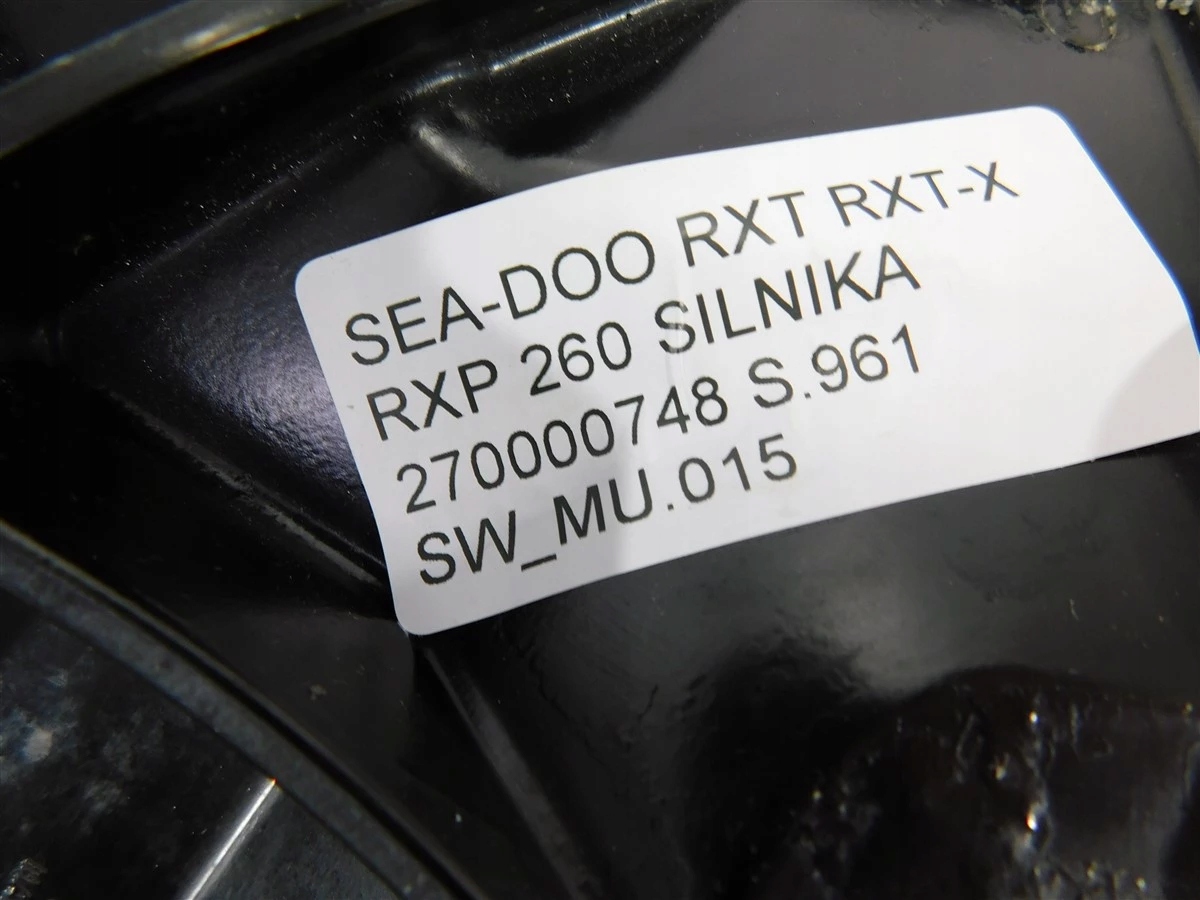 SEA-DOO RXT RXT-X
RXP 260 SILNIKA
270000748 S.961
SW_MU.015